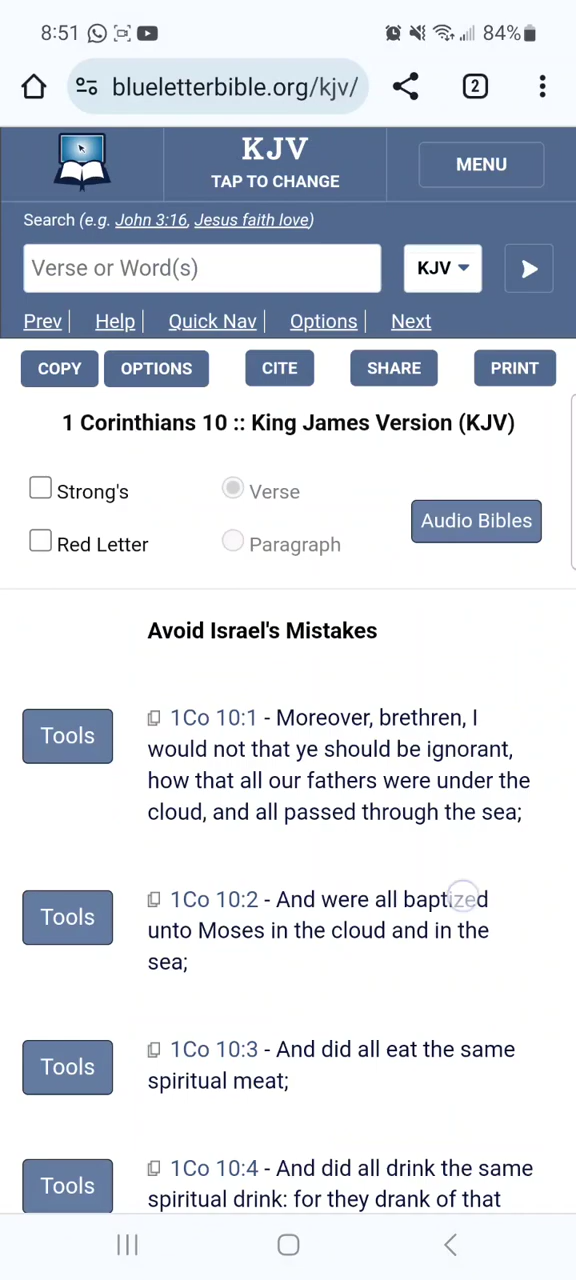 8:51 84%
blueletterbible.org/kjv/ 2
KJV
TAP TO CHANGE
MENU
Search (e.g. John 3:16, Jesus faith love)
Verse or Word(s) KJV
Prev Help Quick Nav Options Next
COPY OPTIONS CITE SHARE PRINT
1 Corinthians 10 :: King James Version (KJV)
Strong's Verse
Audio Bibles
Red Letter Paragraph
Avoid Israel's Mistakes
Tools
1Co 10:1 - Moreover, brethren, I
would not that ye should be ignorant,
how that all our fathers were under the
cloud, and all passed through the sea;
Tools
1Co 10:2 - And were all baptized
unto Moses in the cloud and in the
sea;
Tools
1Co 10:3 - And did all eat the same
spiritual meat;
Tools
1Co 10:4 - And did all drink the same
spiritual drink: for they drank of that